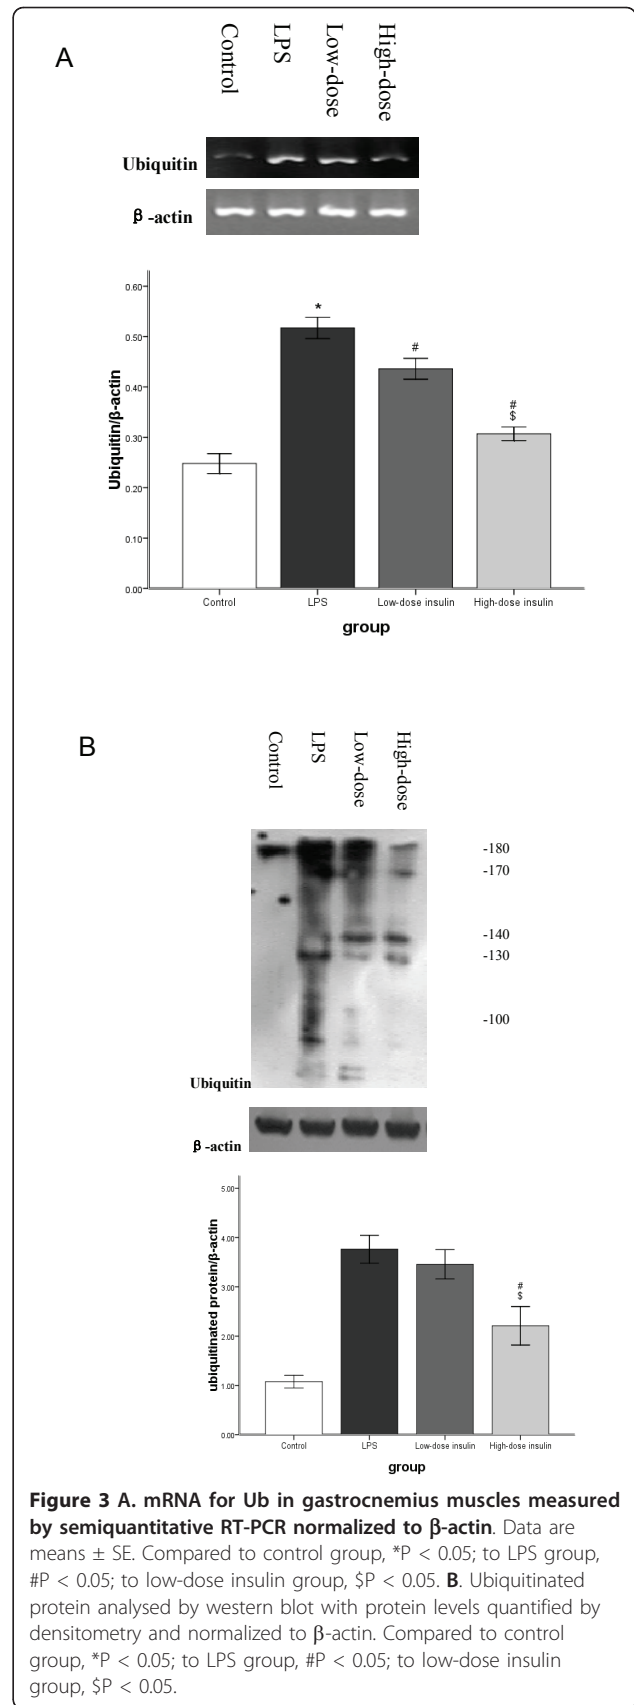 A
Control
LPS
Low-dose
High-dose
Ubiquitin
β-actin
0.60
0.50
0.40
0.30
0.20
0.10
0.00
Ubiquitin/β-actin
*
#
#
$
Control LPS Low-dose insulin High-dose insulin
group
B
Control
LPS
Low-dose
High-dose
-180
-170
-140
-130
-100
Ubiquitin
β-actin
5.00
4.00
3.00
2.00
1.00
0.00
ubiquitinated protein/β-actin
#
$
Control LPS Low-dose insulin High-dose insulin
group
Figure 3 A. mRNA for Ub in gastrocnemius muscles measured
by semiquantitative RT-PCR normalized to β-actin. Data are
means ± SE. Compared to control group, *P < 0.05; to LPS group,
#P < 0.05; to low-dose insulin group, $P < 0.05. B. Ubiquitinated
protein analysed by western blot with protein levels quantified by
densitometry and normalized to β-actin. Compared to control
group, *P < 0.05; to LPS group, #P < 0.05; to low-dose insulin
group, $P < 0.05.